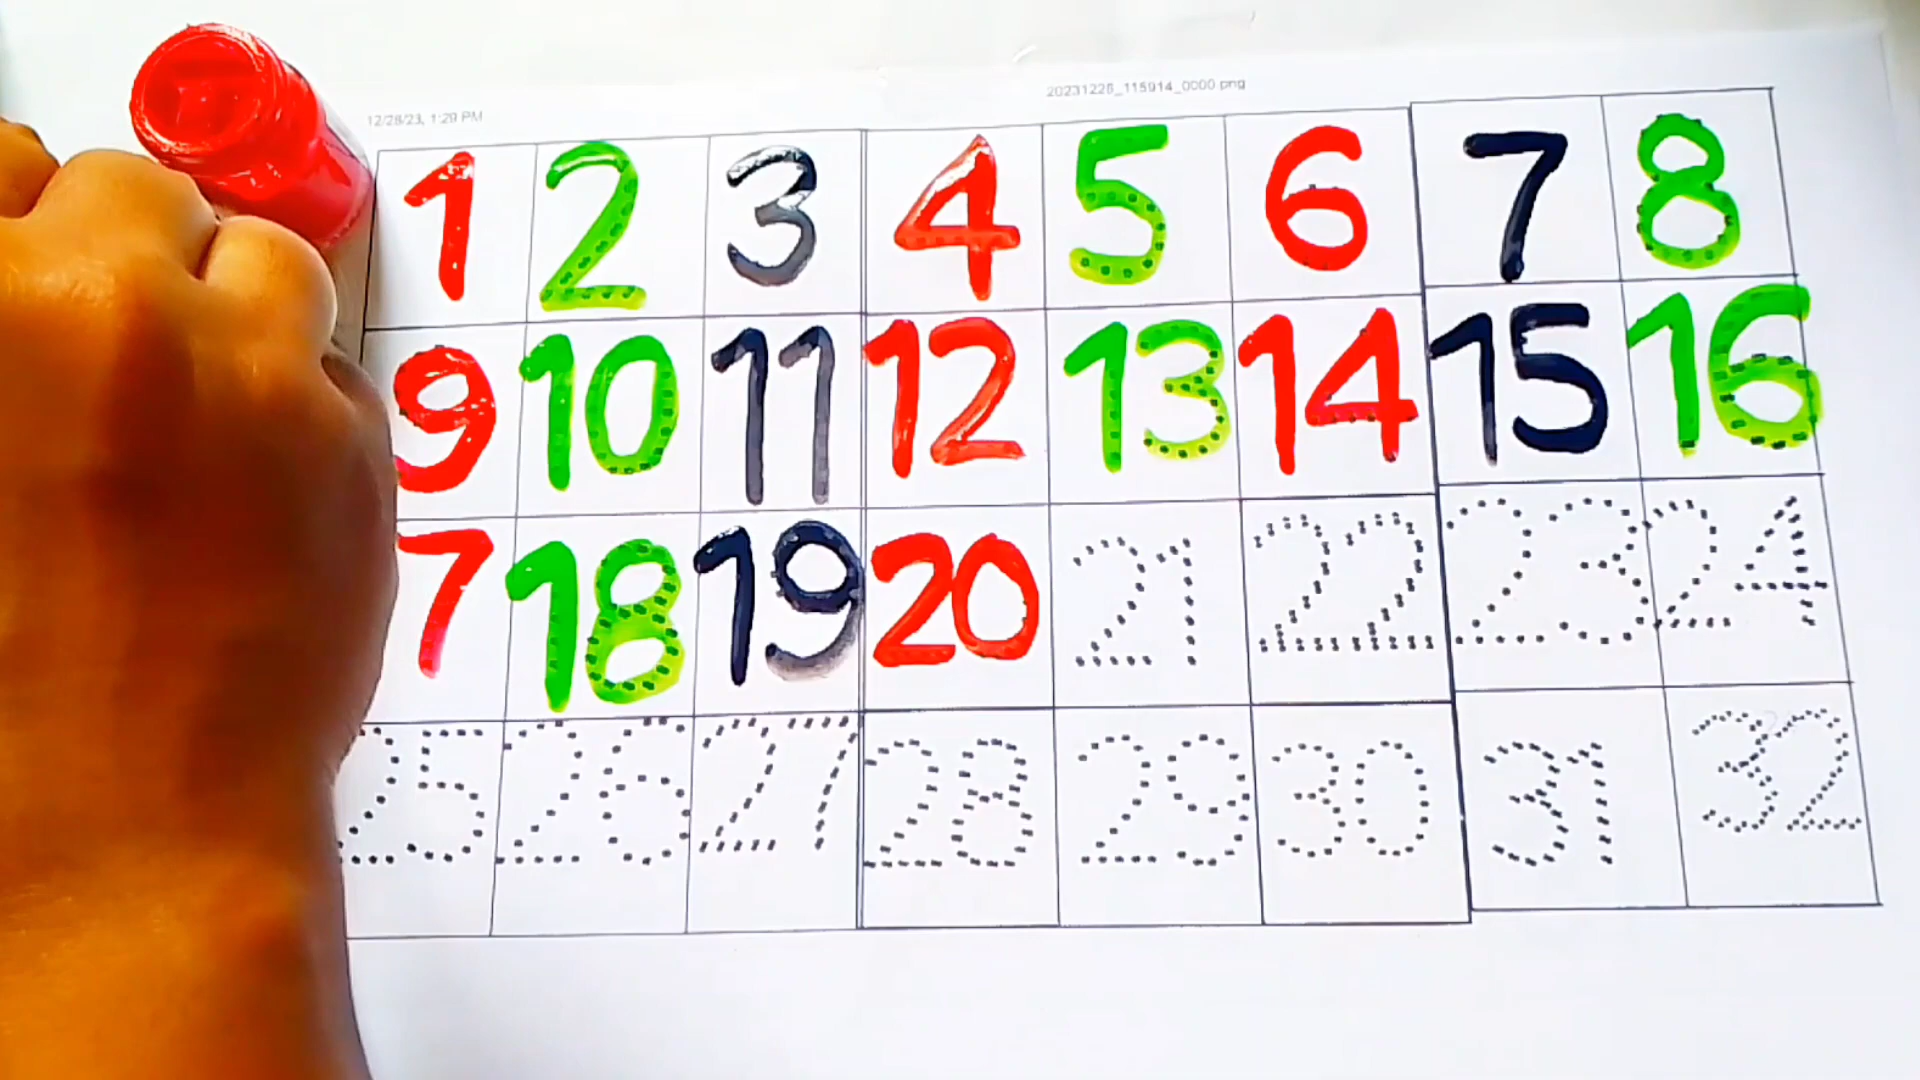 20231226_115914_0000 png
12/28/23, 1:29 PM
1 2 3 4 5 6 7 8
9 10 11 12 13 14 15 16
7 18 19 20 21 22 23 24
25 26 27 28 29 30 31 32